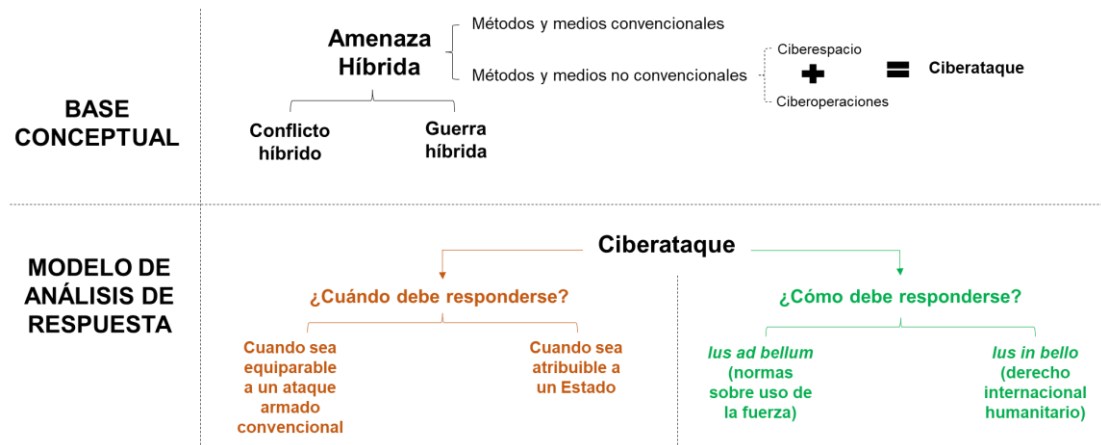 BASE
CONCEPTUAL
Amenaza
Híbrida
Métodos y medios convencionales
Métodos y medios no convencionales
Ciberespacio
Ciberoperaciones
Ciberataque
Conflicto
híbrido
Guerra
híbrida
MODELO DE
ANÁLISIS DE
RESPUESTA
Ciberataque
¿Cuándo debe responderse?
Cuando sea
equiparable
a un ataque
armado
convencional
Cuando sea
atribuible a
un Estado
¿Cómo debe responderse?
Ius ad bellum
(normas
sobre uso de
la fuerza)
Ius in bello
(derecho
internacional
humanitario)